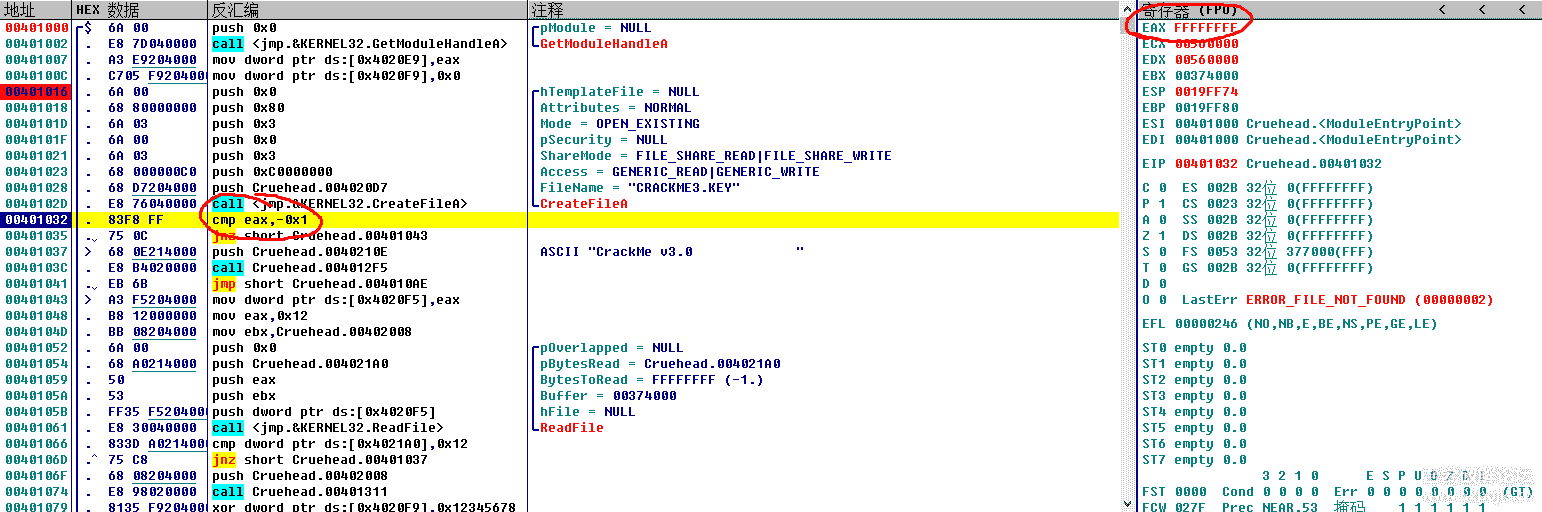 地址 HEX 数据 反汇编 注释 寄存器 (FPU) < < <
00401000 $ 6A 00 push 0x0 pModule = NULL EAX FFFFFFFF
00401002 . E8 7D040000 call <jmp.&KERNEL32.GetModuleHandleA> GetModuleHandleA ECX 00560000
00401007 . A3 E9204000 mov dword ptr ds:[0x4020E9],eax EDX 00560000
0040100C . C705 F9204000 mov dword ptr ds:[0x4020F9],0x0 EBX 00374000
00401016 . 6A 00 push 0x0 hTemplateFile = NULL ESP 0019FF74
00401018 . 68 80000000 push 0x80 Attributes = NORMAL EBP 0019FF80
0040101D . 6A 03 push 0x3 Mode = OPEN_EXISTING ESI 00401000 Cruehead.<ModuleEntryPoint>
0040101F . 6A 00 push 0x0 pSecurity = NULL EDI 00401000 Cruehead.<ModuleEntryPoint>
00401021 . 6A 03 push 0x3 ShareMode = FILE_SHARE_READ|FILE_SHARE_WRITE
EIP 00401032 Cruehead.00401032
00401023 . 68 000000C0 push 0xC0000000 Access = GENERIC_READ|GENERIC_WRITE
00401028 . 68 D7204000 push Cruehead.004020D7 FileName = "CRACKME3.KEY" C 0 ES 002B 32位 0(FFFFFFFF)
0040102D . E8 76040000 call <jmp.&KERNEL32.CreateFileA> CreateFileA P 1 CS 0023 32位 0(FFFFFFFF)
00401032 . 83F8 FF cmp eax,-0x1 A 0 SS 002B 32位 0(FFFFFFFF)
00401035 . 75 0C jnz short Cruehead.00401043 Z 1 DS 002B 32位 0(FFFFFFFF)
00401037 > 68 0E214000 push Cruehead.0040210E ASCII "CrackMe v3.0             " S 0 FS 0053 32位 377000(FFF)
0040103C . E8 B4020000 call Cruehead.004012F5 T 0 GS 002B 32位 0(FFFFFFFF)
00401041 . EB 6B jmp short Cruehead.004010AE D 0
00401043 > A3 F5204000 mov dword ptr ds:[0x4020F5],eax O 0 LastErr ERROR_FILE_NOT_FOUND (00000002)
00401048 . B8 12000000 mov eax,0x12
0040104D . BB 08204000 mov ebx,Cruehead.00402008 EFL 00000246 (NO,NB,E,BE,NS,PE,GE,LE)
00401052 . 6A 00 push 0x0 pOverlapped = NULL ST0 empty 0.0
00401054 . 68 A0214000 push Cruehead.004021A0 pBytesRead = Cruehead.004021A0 ST1 empty 0.0
00401059 . 50 push eax BytesToRead = FFFFFFFF (-1.) ST2 empty 0.0
0040105A . 53 push ebx Buffer = 00374000 ST3 empty 0.0
0040105B . FF35 F5204000 push dword ptr ds:[0x4020F5] hFile = NULL ST4 empty 0.0
00401061 . E8 30040000 call <jmp.&KERNEL32.ReadFile> ReadFile ST5 empty 0.0
00401066 . 833D A0214000 cmp dword ptr ds:[0x4021A0],0x12 ST6 empty 0.0
0040106D .^ 75 C8 jnz short Cruehead.00401037 ST7 empty 0.0
0040106F . 68 08204000 push Cruehead.00402008 3 2 1 0 E S P U O Z D I
00401074 . E8 98020000 call Cruehead.00401311 FST 0000 Cond 0 0 0 0 Err 0 0 0 0 0 0 0 0 (GT)
00401079 . 8135 F9204000 xor dword ptr ds:[0x4020F9],0x12345678 FCW 027F Prec NEAR,53 掩码 1 1 1 1 1 1